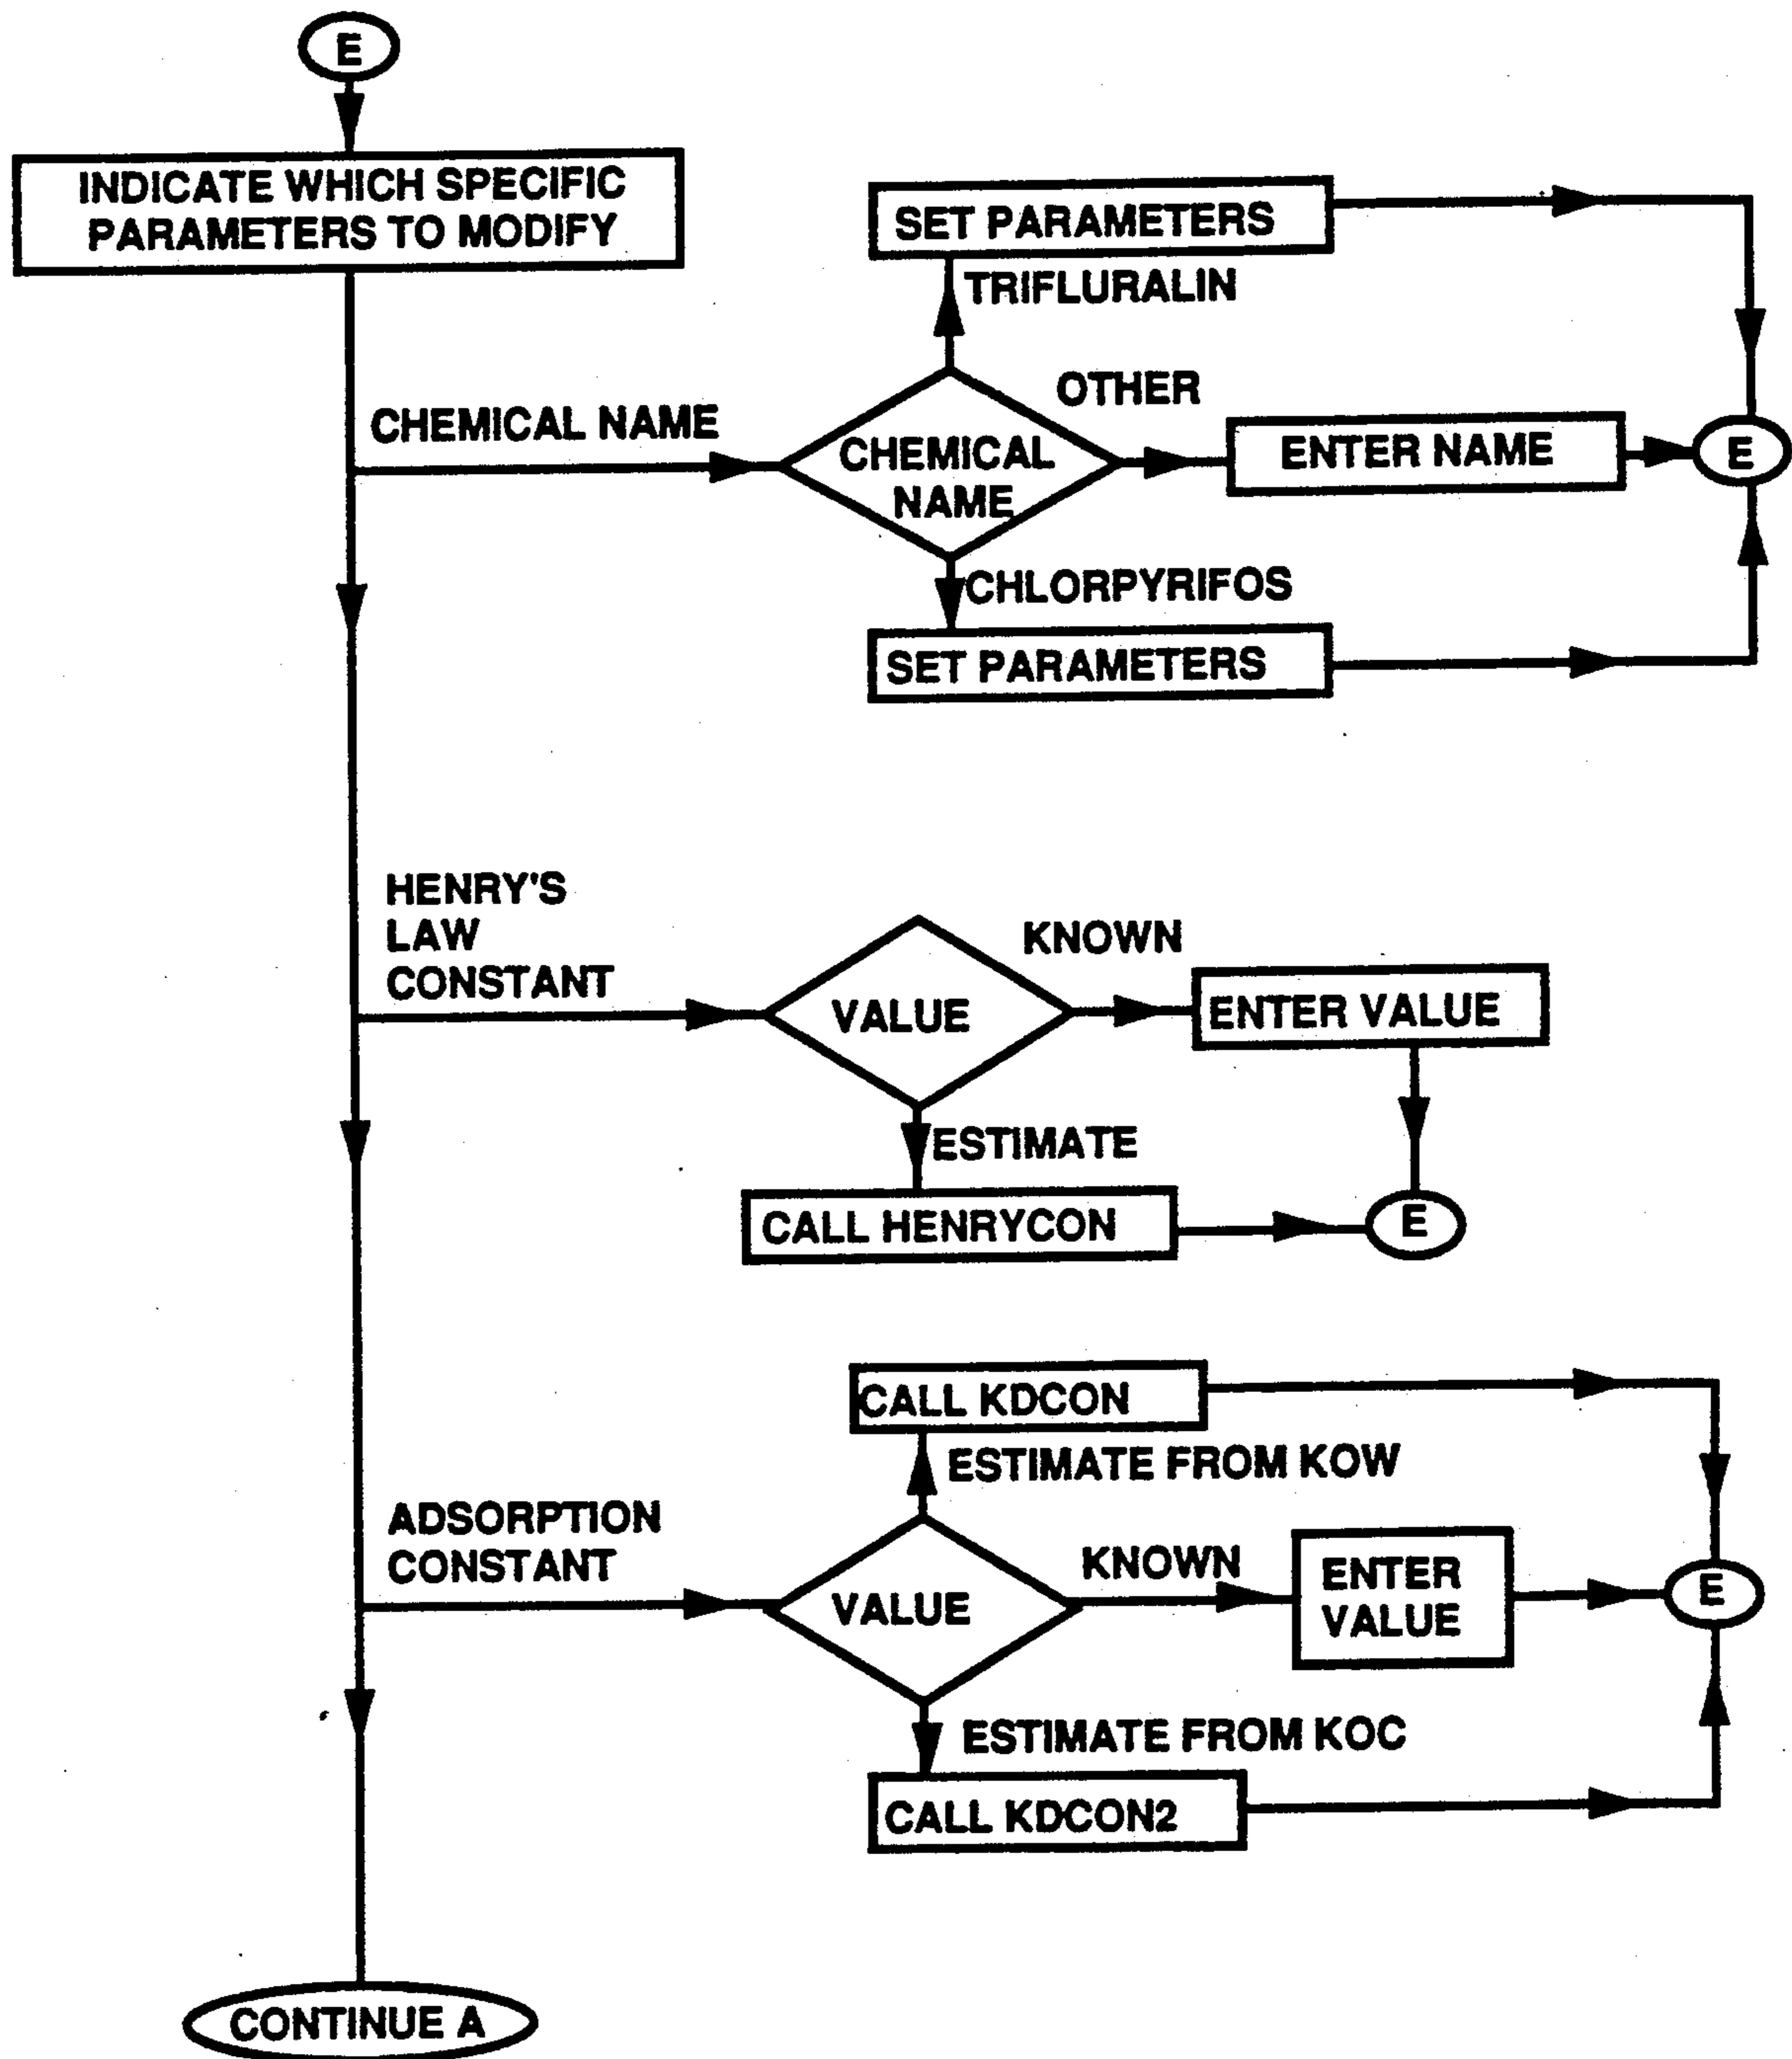 E
INDICATE WHICH SPECIFIC
PARAMETERS TO MODIFY
SET PARAMETERS
TRIFLURALIN
OTHER
CHEMICAL NAME
CHEMICAL
NAME
ENTER NAME
E
CHLORPYRIFOS
SET PARAMETERS
HENRY'S
LAW
CONSTANT
KNOWN
VALUE
ENTER VALUE
ESTIMATE
CALL HENRYCON
E
CALL KDCON
ESTIMATE FROM KOW
ADSORPTION
CONSTANT
KNOWN
VALUE
ENTER
VALUE
E
ESTIMATE FROM KOC
CALL KDCON2
CONTINUE A